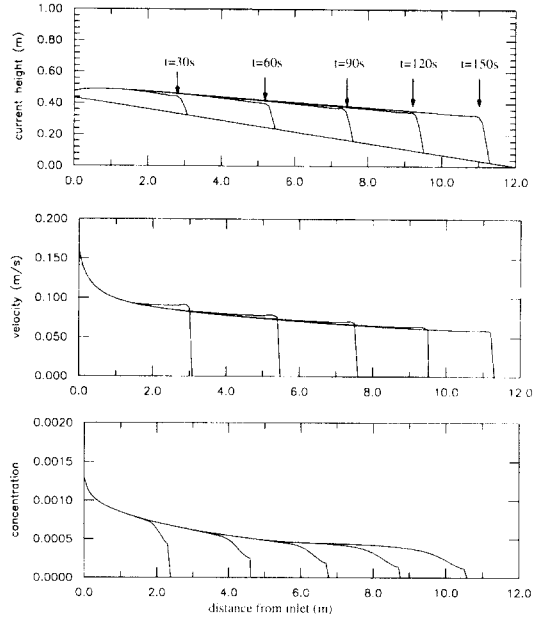 1.00
0.80
0.60
0.40
0.20
0.00
current height (m)
t=30s t=60s t=90s t=120s t=150s
0.0 2.0 4.0 6.0 8.0 10.0 12.0
0.200
0.150
0.100
0.050
0.000
velocity (m/s)
0.0 2.0 4.0 6.0 8.0 10.0 12.0
0.0020
0.0015
0.0010
0.0005
0.0000
concentration
0.0 2.0 4.0 6.0 8.0 10.0 12.0
distance from inlet (m)